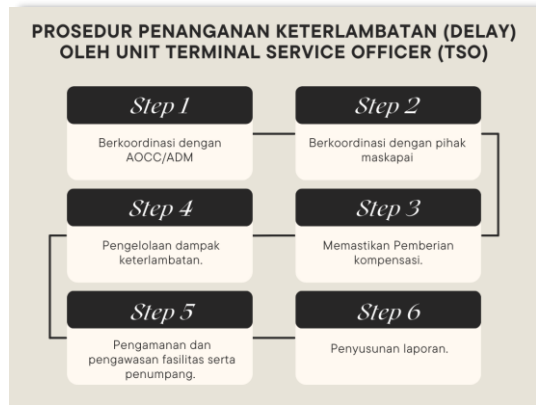 PROSEDUR PENANGANAN KETERLAMBATAN (DELAY)
OLEH UNIT TERMINAL SERVICE OFFICER (TSO)
Step 1
Berkoordinasi dengan
AOCC/ADM
Step 2
Berkoordinasi dengan pihak
maskapai
Step 3
Memastikan Pemberian
kompensasi.
Step 4
Pengelolaan dampak
keterlambatan.
Step 5
Pengamanan dan
pengawasan fasilitas serta
penumpang.
Step 6
Penyusunan laporan.